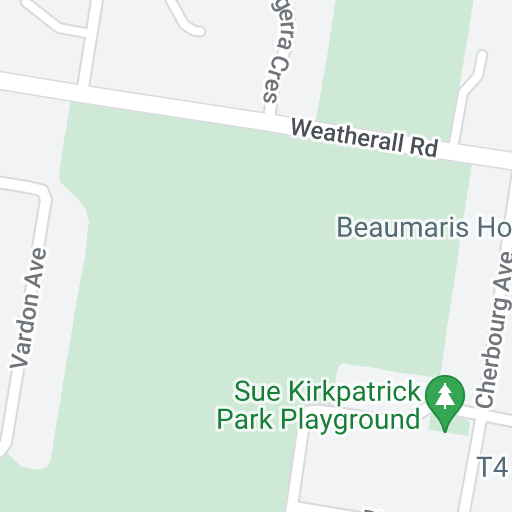 Weatherall Rd
Beaumaris Ho
Vardon Ave
Cherbourg Ave
Sue Kirkpatrick
Park Playground
T4